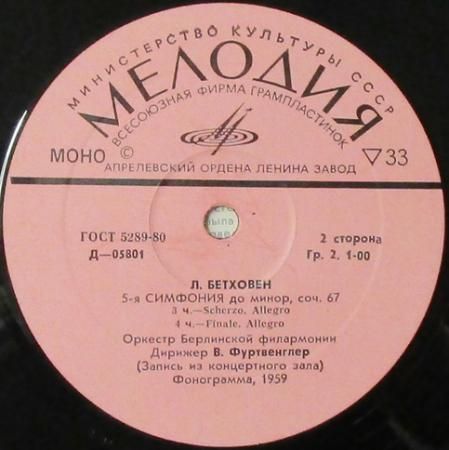 МИНИСТЕРСТВО КУЛЬТУРЫ СССР
МЕЛОДИЯ
ВСЕСОЮЗНАЯ ФИРМА ГРАМПЛАСТИНОК
МОНО © ▽33
АПРЕЛЕВСКИЙ ОРДЕНА ЛЕНИНА ЗАВОД
ГОСТ 5289-80 2 сторона
Д—05801 Гр. 2. 1-00
Л. БЕТХОВЕН
5-я СИМФОНИЯ до минор, соч. 67
3 ч.—Scherzo. Allegro
4 ч.—Finale. Allegro
Оркестр Берлинской филармонии
Дирижер В. Фуртвенглер
(Запись из концертного зала)
Фонограмма, 1959